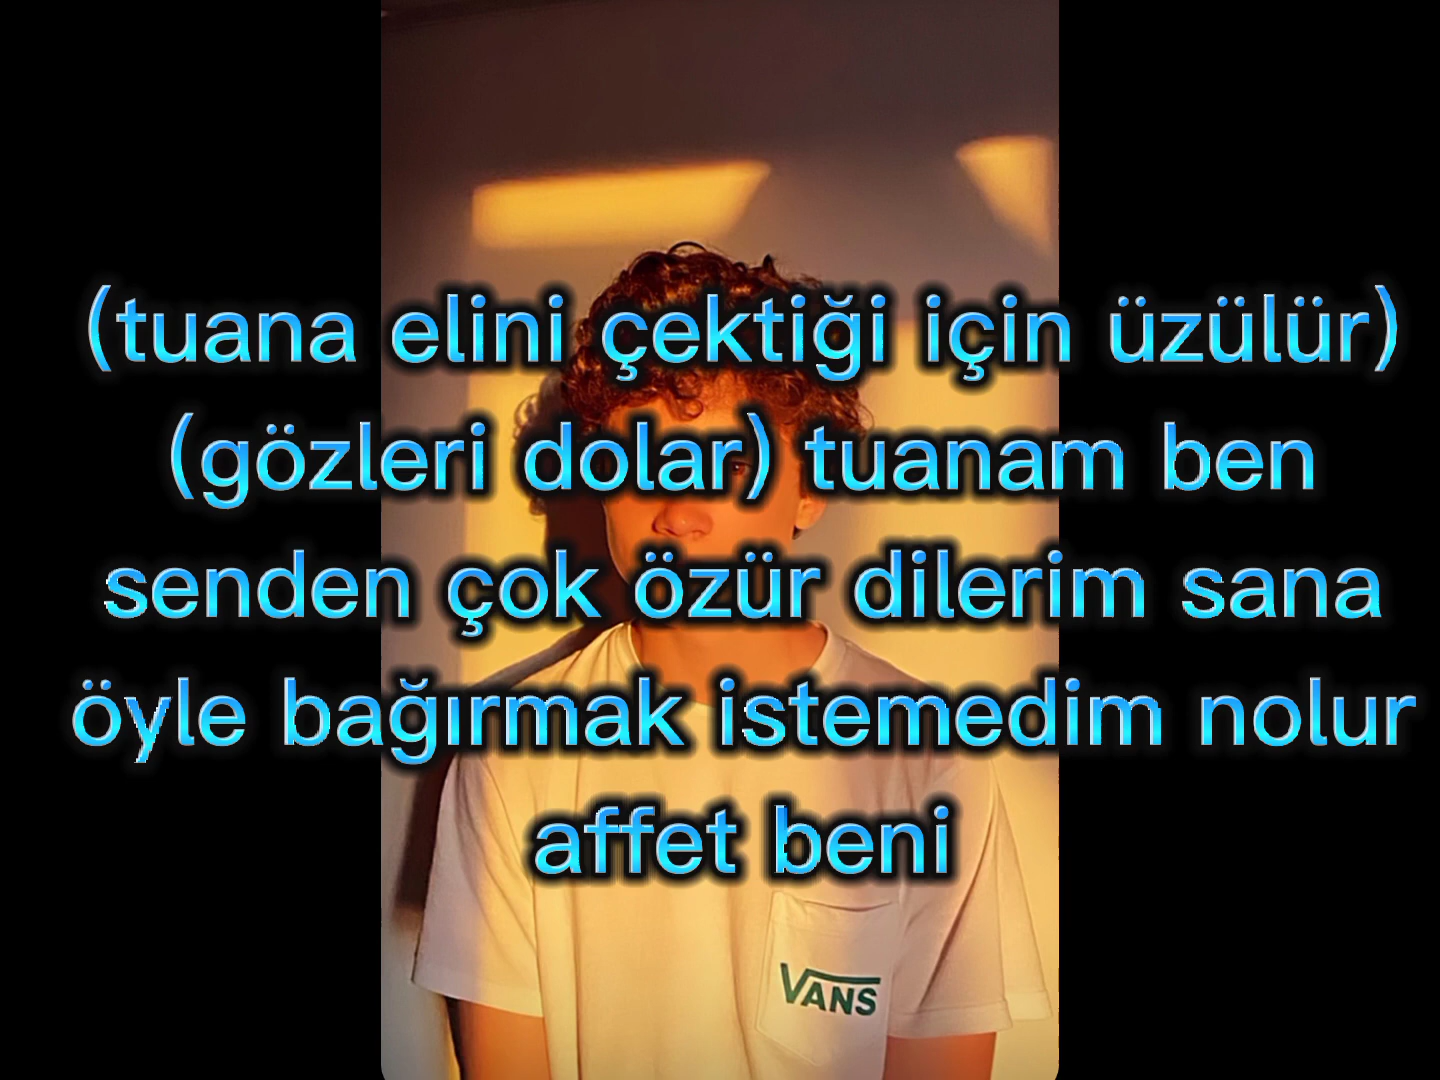 (tuana elini çektiği için üzülür)
(gözleri dolar) tuanam ben
senden çok özür dilerim sana
öyle bağırmak istemedim nolur
affet beni
VANS